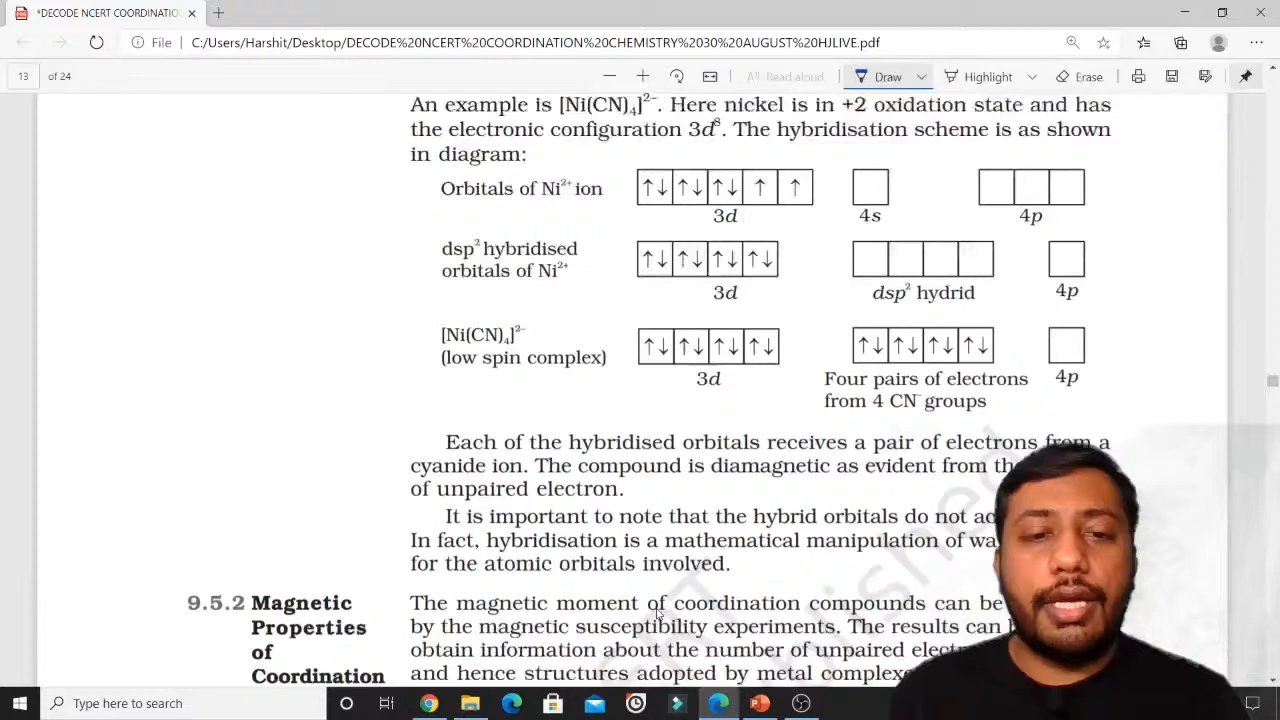 *DECODE NCERT COORDINATIO
File
C:/Users/Harshit/Desktop/DECODE%20NCERT%20COORDINATION%20CHEMISTRY%2030%20AUGUST%20HJLIVE.pdf
13 of 24
Read aloud
Draw
Highlight
Erase
An example is [Ni(CN)₄]²⁻. Here nickel is in +2 oxidation state and has
the electronic configuration 3d⁸. The hybridisation scheme is as shown
in diagram:
Orbitals of Ni²⁺ ion
↑↓ ↑↓ ↑↓ ↑ ↑
3d
4s
4p
dsp² hybridised
orbitals of Ni²⁺
↑↓ ↑↓ ↑↓ ↑↓
3d
dsp² hydrid
4p
[Ni(CN)₄]²⁻
(low spin complex)
↑↓ ↑↓ ↑↓ ↑↓
↑↓ ↑↓ ↑↓ ↑↓
3d
Four pairs of electrons
from 4 CN⁻ groups
4p
Each of the hybridised orbitals receives a pair of electrons from a
cyanide ion. The compound is diamagnetic as evident from
of unpaired electron.
It is important to note that the hybrid orbitals do not
In fact, hybridisation is a mathematical manipulation of
for the atomic orbitals involved.
9.5.2 Magnetic
Properties
of
Coordination
The magnetic moment of coordination compounds can be
by the magnetic susceptibility experiments. The results can
obtain information about the number of unpaired
and hence structures adopted by metal
Type here to search